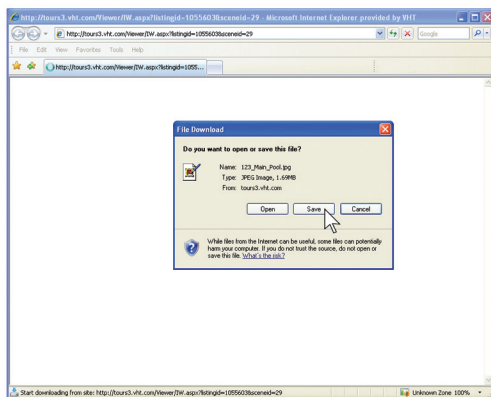 http://tours3.vht.com/Viewer/IW.aspx?listingid=1055603&sceneid=29 - Microsoft Internet Explorer provided by VHT
http://tours3.vht.com/Viewer/IW.aspx?listingid=1055603&sceneid=29
Google
File Edit View Favorites Tools Help
http://tours3.vht.com/Viewer/IW.aspx?listingid=1055...
File Download
Do you want to open or save this file?
Name: 123_Main_Pool.jpg
Type: JPEG Image, 1.69MB
From: tours3.vht.com
Open Save Cancel
While files from the Internet can be useful, some files can potentially
harm your computer. If you do not trust the source, do not open or
save this file. What's the risk?
Start downloading from site: http://tours3.vht.com/Viewer/IW.aspx?listingid=1055603&sceneid=29
Unknown Zone 100%